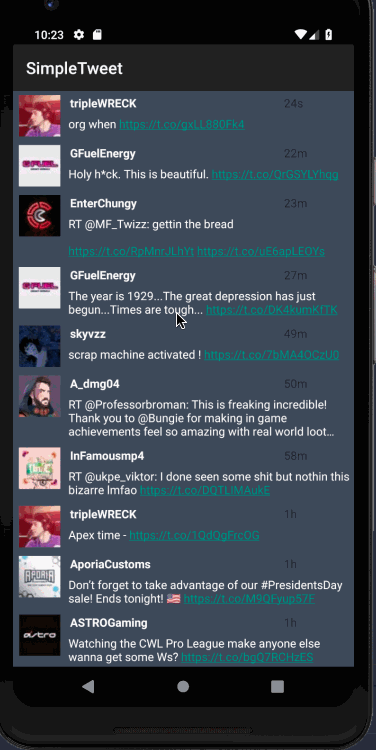 10:23
SimpleTweet
tripleWRECK 24s
org when https://t.co/gxLL880Fk4
GFuelEnergy 22m
Holy h*ck. This is beautiful. https://t.co/QrGSYLYhqg
EnterChungy 23m
RT @MF_Twizz: gettin the bread
https://t.co/RpMnrJLhYt https://t.co/uE6apLEOYs
GFuelEnergy 27m
The year is 1929...The great depression has just
begun...Times are tough... https://t.co/DK4kumKfTK
skyvzz 49m
scrap machine activated ! https://t.co/7bMA4OCzU0
A_dmg04 50m
RT @Professorbroman: This is freaking incredible!
Thank you to @Bungie for making in game
achievements feel so amazing with real world loot…
InFamousmp4 58m
RT @ukpe_viktor: I done seen some shit but nothin this
bizarre lmfao https://t.co/DQTLIMAukE
tripleWRECK 1h
Apex time - https://t.co/1QdQgFrcOG
AporiaCustoms 1h
Don't forget to take advantage of our #PresidentsDay
sale! Ends tonight! 🇺🇸 https://t.co/M9QFyup57F
ASTROGaming 1h
Watching the CWL Pro League make anyone else
wanna get some Ws? https://t.co/bgQ7RCHzES